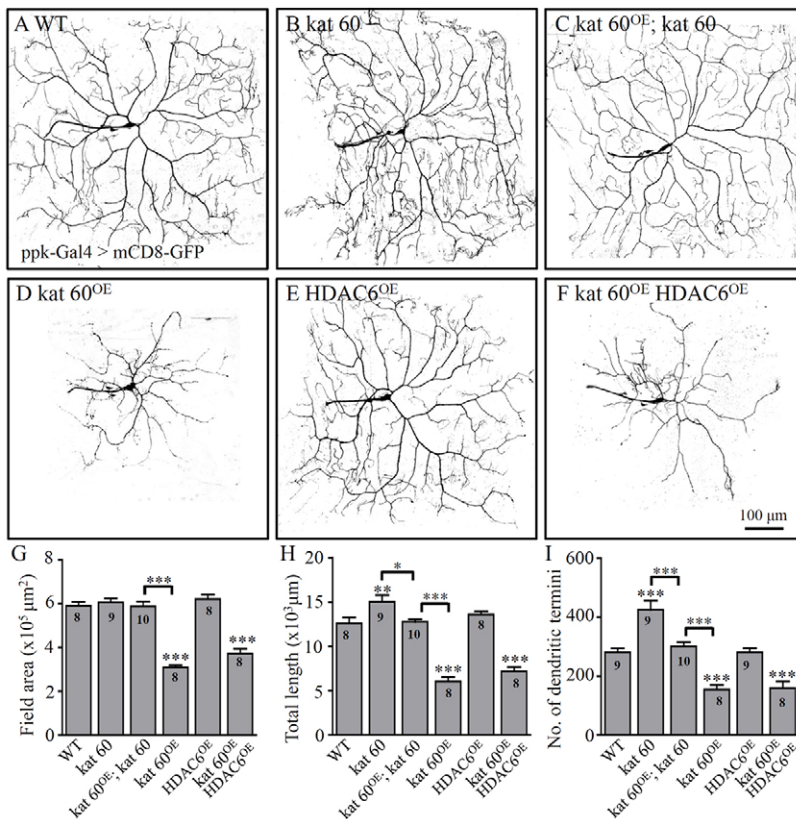 A WT
B kat 60
C kat 60OE; kat 60
ppk-Gal4 > mCD8-GFP
D kat 60OE
E HDAC6OE
F kat 60OE HDAC6OE
100 μm
G
Field area (x10⁵ μm²)
8
6
4
2
0
***
***
***
8
9
10
8
8
8
WT
kat 60
kat 60OE; kat 60
kat 60OE
HDAC6OE
kat 60OE
HDAC6OE
H
Total length (x10³μm)
20
15
10
5
0
*
**
***
***
***
8
9
10
8
8
8
WT
kat 60
kat 60OE; kat 60
kat 60OE
HDAC6OE
kat 60OE
HDAC6OE
I
No. of dendritic termini
600
400
200
0
***
***
***
***
***
9
9
10
8
9
8
WT
kat 60
kat 60OE; kat 60
kat 60OE
HDAC6OE
kat 60OE
HDAC6OE